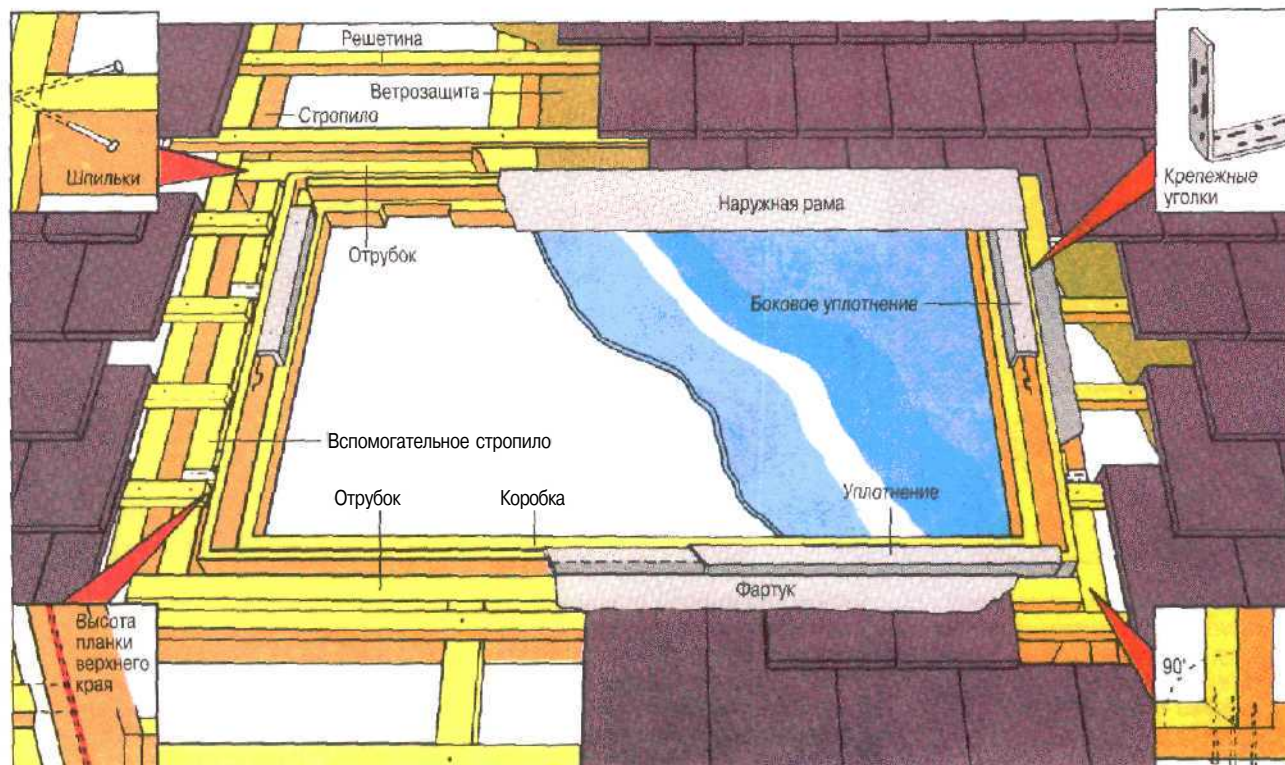 Решетина
Ветрозащита
Стропило
Шпильки
Крепежные
уголки
Наружная рама
Отрубок
Боковое уплотнение
Вспомогательное стропило
Отрубок
Коробка
Уплотнение
Фартук
Высота
планки
верхнего
края
90°